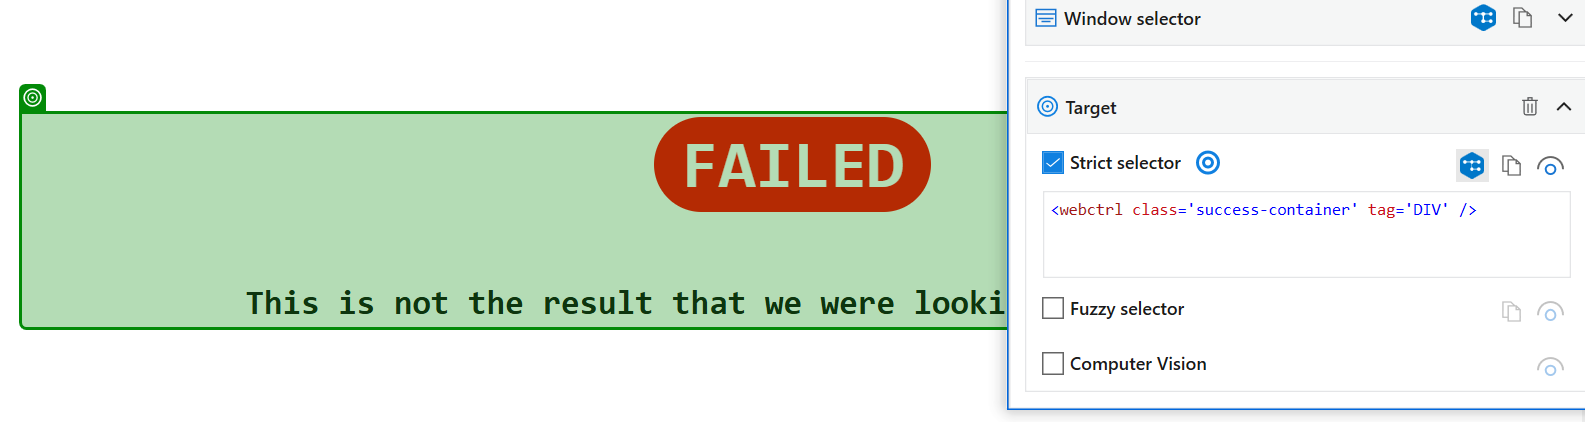 FAILED
This is not the result that we were looki
Window selector
Target
Strict selector
<webctrl class='success-container' tag='DIV' />
Fuzzy selector
Computer Vision